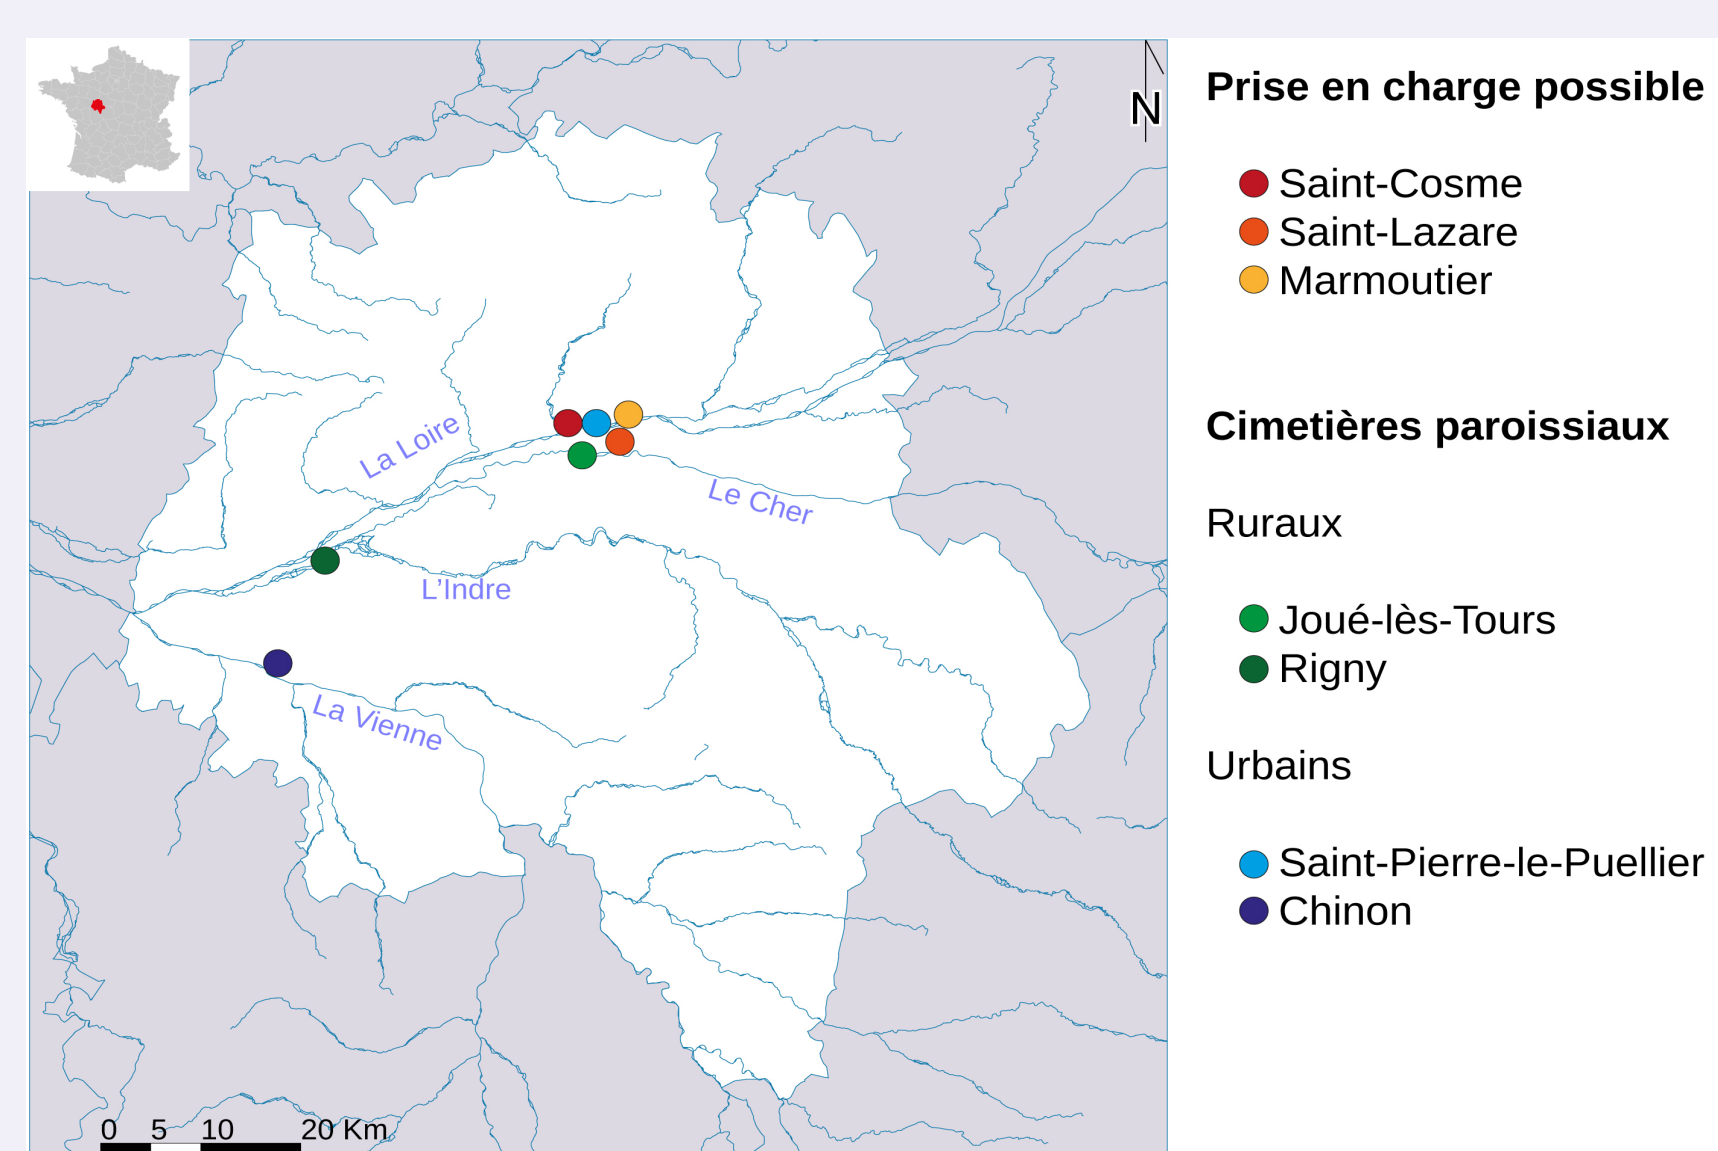 N
La Loire
Le Cher
L’Indre
La Vienne
0 5 10 20 Km
Prise en charge possible
Saint-Cosme
Saint-Lazare
Marmoutier
Cimetières paroissiaux
Ruraux
Joué-lès-Tours
Rigny
Urbains
Saint-Pierre-le-Puellier
Chinon